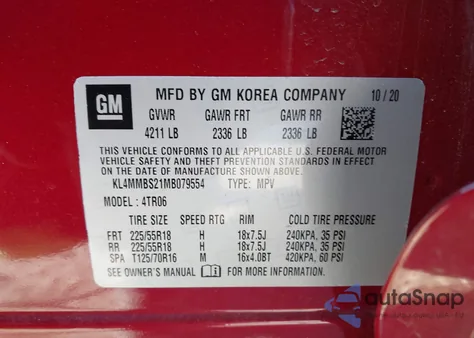 GM MFD BY GM KOREA COMPANY 10 / 20
GVWR GAWR FRT GAWR RR
4211 LB 2336 LB 2336 LB
THIS VEHICLE CONFORMS TO ALL APPLICABLE U.S. FEDERAL MOTOR
VEHICLE SAFETY AND THEFT PREVENTION STANDARDS IN EFFECT
ON THE DATE OF MANUFACTURE SHOWN ABOVE.
KL4MMBS21MB079554 TYPE: MPV
MODEL: 4TR06
TIRE SIZE SPEED RTG RIM COLD TIRE PRESSURE
FRT 225/55R18 H 18x7.5J 240KPA, 35 PSI
RR 225/55R18 H 18x7.5J 240KPA, 35 PSI
SPA T125/70R16 M 16x4.0BT 420KPA, 60 PSI
SEE OWNER'S MANUAL FOR MORE INFORMATION.
autoSnap